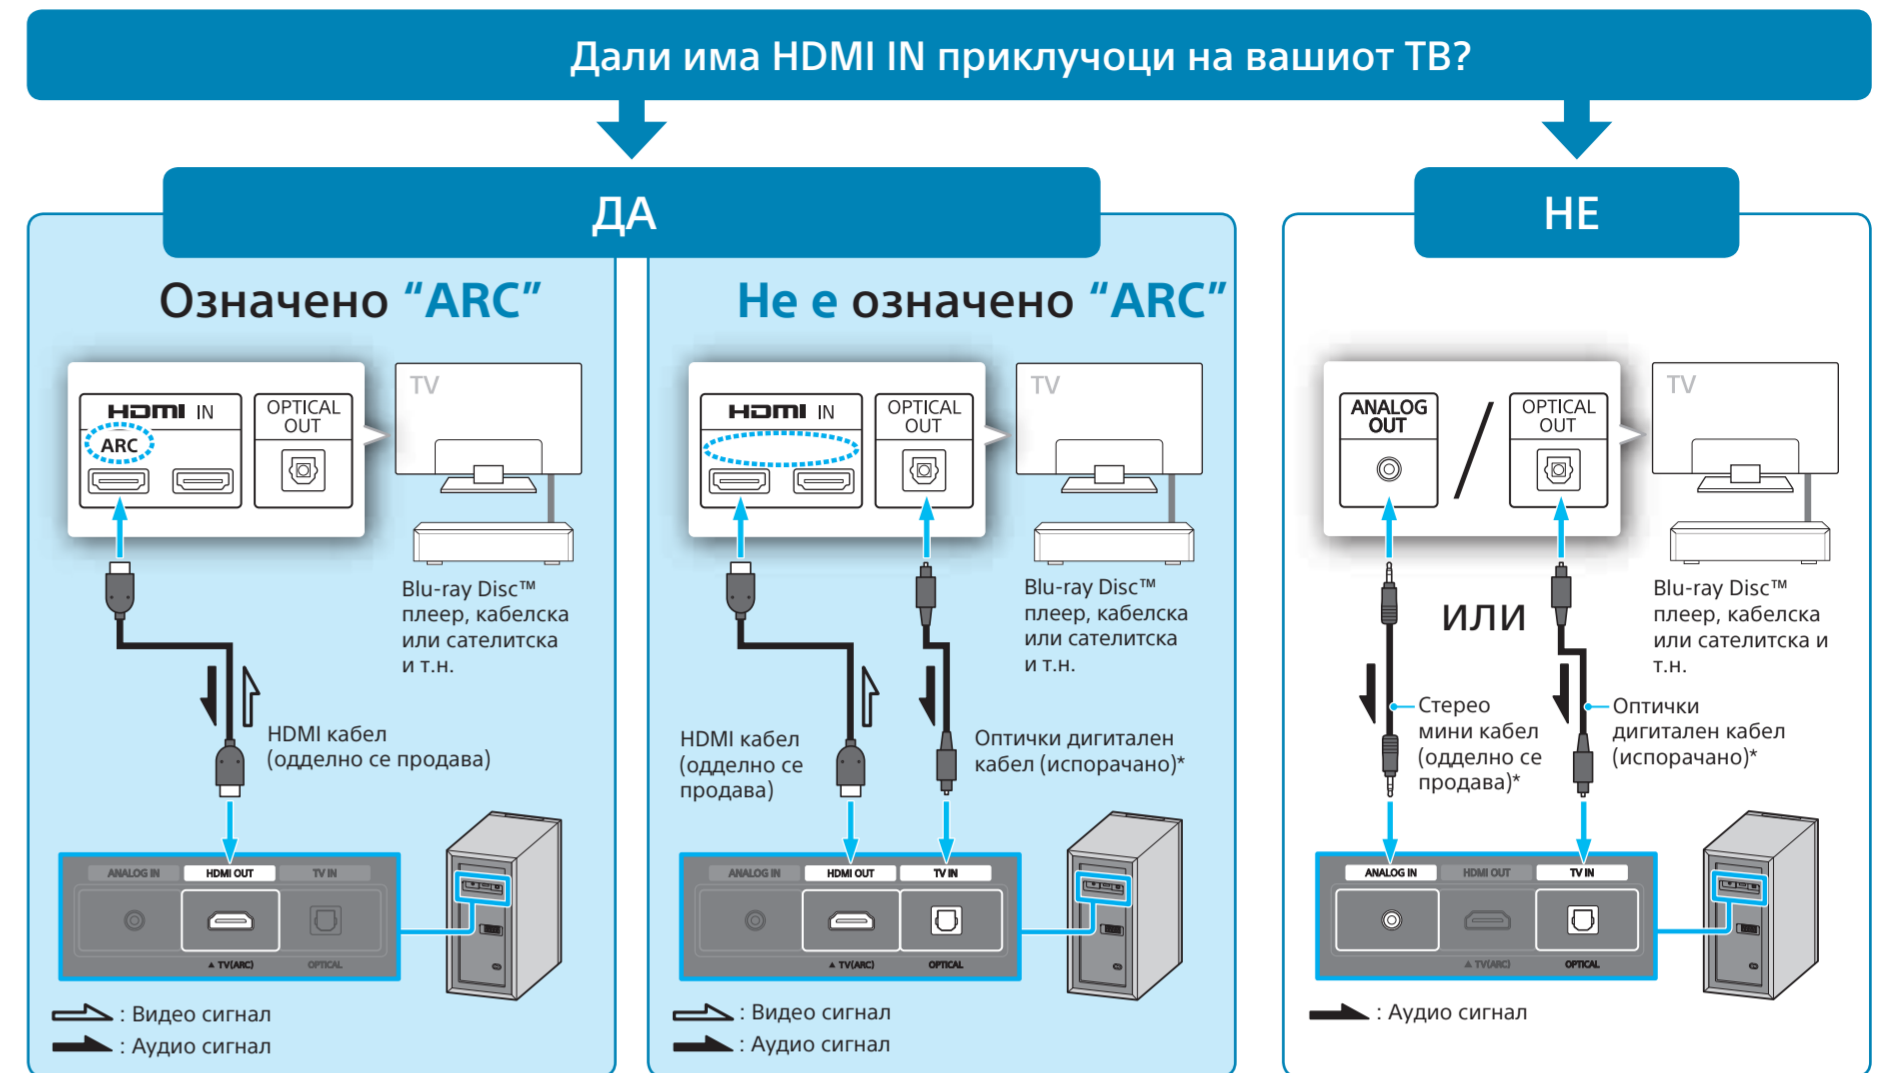 Дали има HDMI IN приклучоци на вашиот ТВ?
ДА
Означено “ARC”
HDMI IN
ARC
OPTICAL
OUT
TV
Blu-ray Disc™
плеер, кабелска
или сателитска
и т.н.
HDMI кабел
(одделно се продава)
ANALOG IN
HDMI OUT
TV IN
▲ TV(ARC)
OPTICAL
: Видео сигнал
: Аудио сигнал
Не е означено “ARC”
HDMI IN
OPTICAL
OUT
TV
Blu-ray Disc™
плеер, кабелска
или сателитска
и т.н.
HDMI кабел
(одделно се
продава)
Оптички дигитален
кабел (испорачано)*
ANALOG IN
HDMI OUT
TV IN
▲ TV(ARC)
OPTICAL
: Видео сигнал
: Аудио сигнал
НЕ
ANALOG
OUT
/
OPTICAL
OUT
TV
Blu-ray Disc™
плеер, кабелска
или сателитска и
т.н.
ИЛИ
Стерео
мини кабел
(одделно се
продава)*
Оптички
дигитален кабел
(испорачано)*
ANALOG IN
HDMI OUT
TV IN
▲ TV(ARC)
OPTICAL
: Аудио сигнал